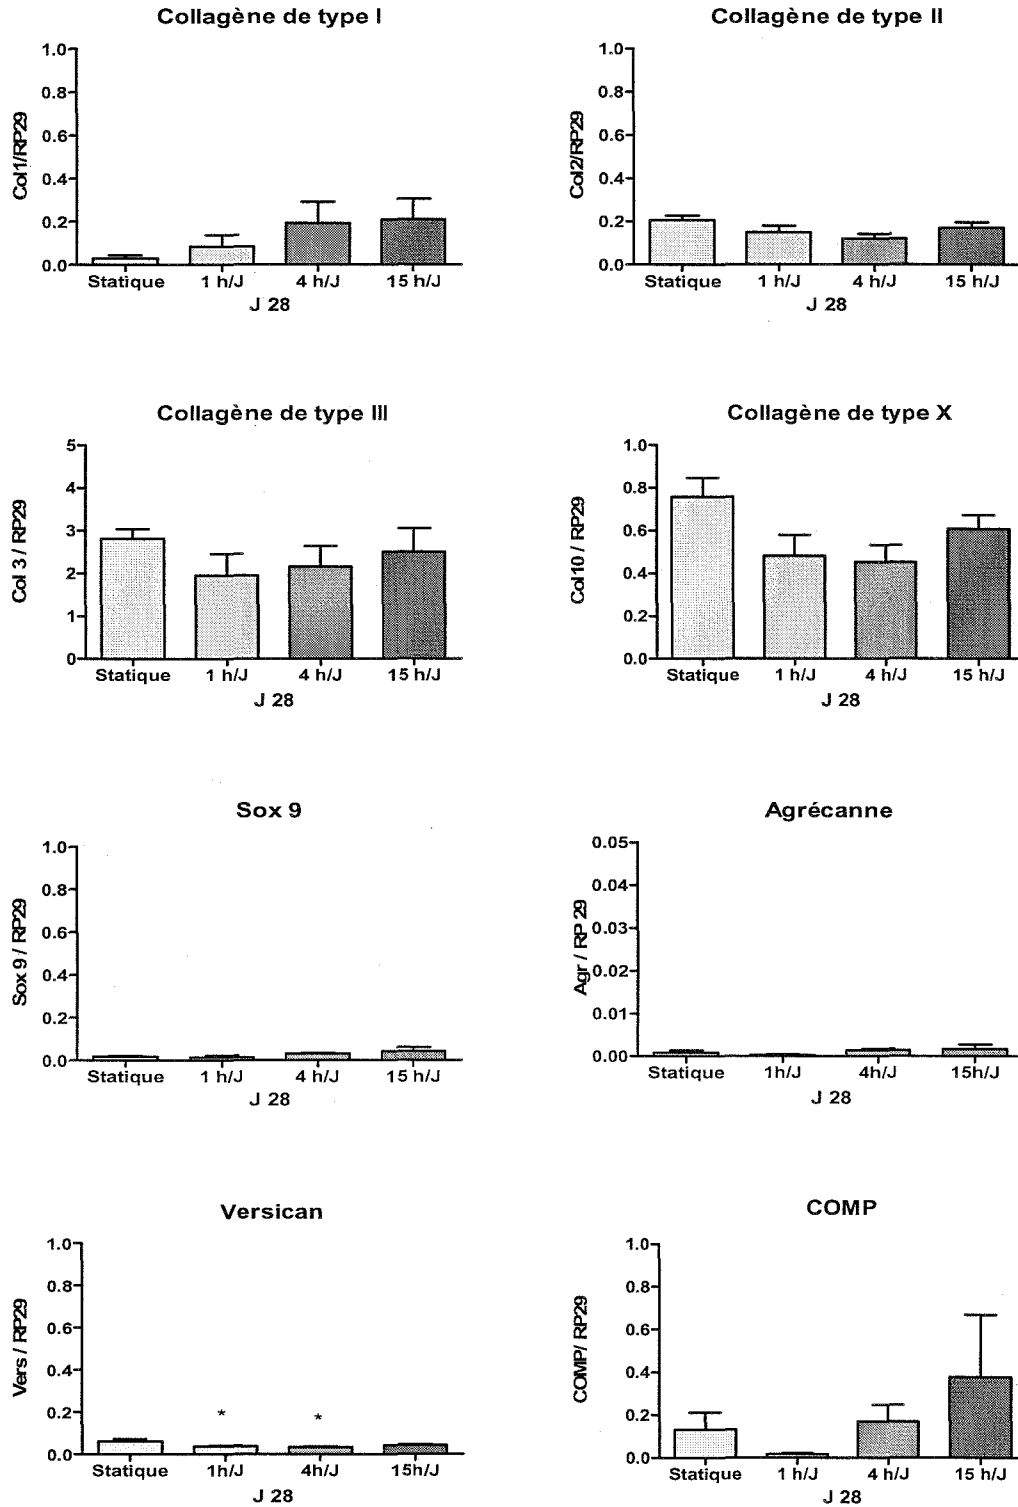 Collagène de type I
1.0
0.8
0.6
0.4
0.2
0.0
Col1/RP29
Statique 1 h/J 4 h/J 15 h/J
J 28
Collagène de type II
1.0
0.8
0.6
0.4
0.2
0.0
Col2/RP29
Statique 1 h/J 4 h/J 15 h/J
J 28
Collagène de type III
5
4
3
2
1
0
Col 3 / RP29
Statique 1 h/J 4 h/J 15 h/J
J 28
Collagène de type X
1.0
0.8
0.6
0.4
0.2
0.0
Col10 / RP29
Statique 1 h/J 4 h/J 15 h/J
J 28
Sox 9
1.0
0.8
0.6
0.4
0.2
0.0
Sox 9 / RP29
Statique 1 h/J 4 h/J 15 h/J
J 28
Agrécanne
0.05
0.04
0.03
0.02
0.01
0.00
Agr / RP 29
Statique 1h/J 4h/J 15h/J
J 28
Versican
1.0
0.8
0.6
0.4
0.2
0.0
Vers / RP29
* *
Statique 1h/J 4h/J 15h/J
J 28
COMP
1.0
0.8
0.6
0.4
0.2
0.0
COMP/ RP29
Statique 1 h/J 4 h/J 15 h/J
J 28